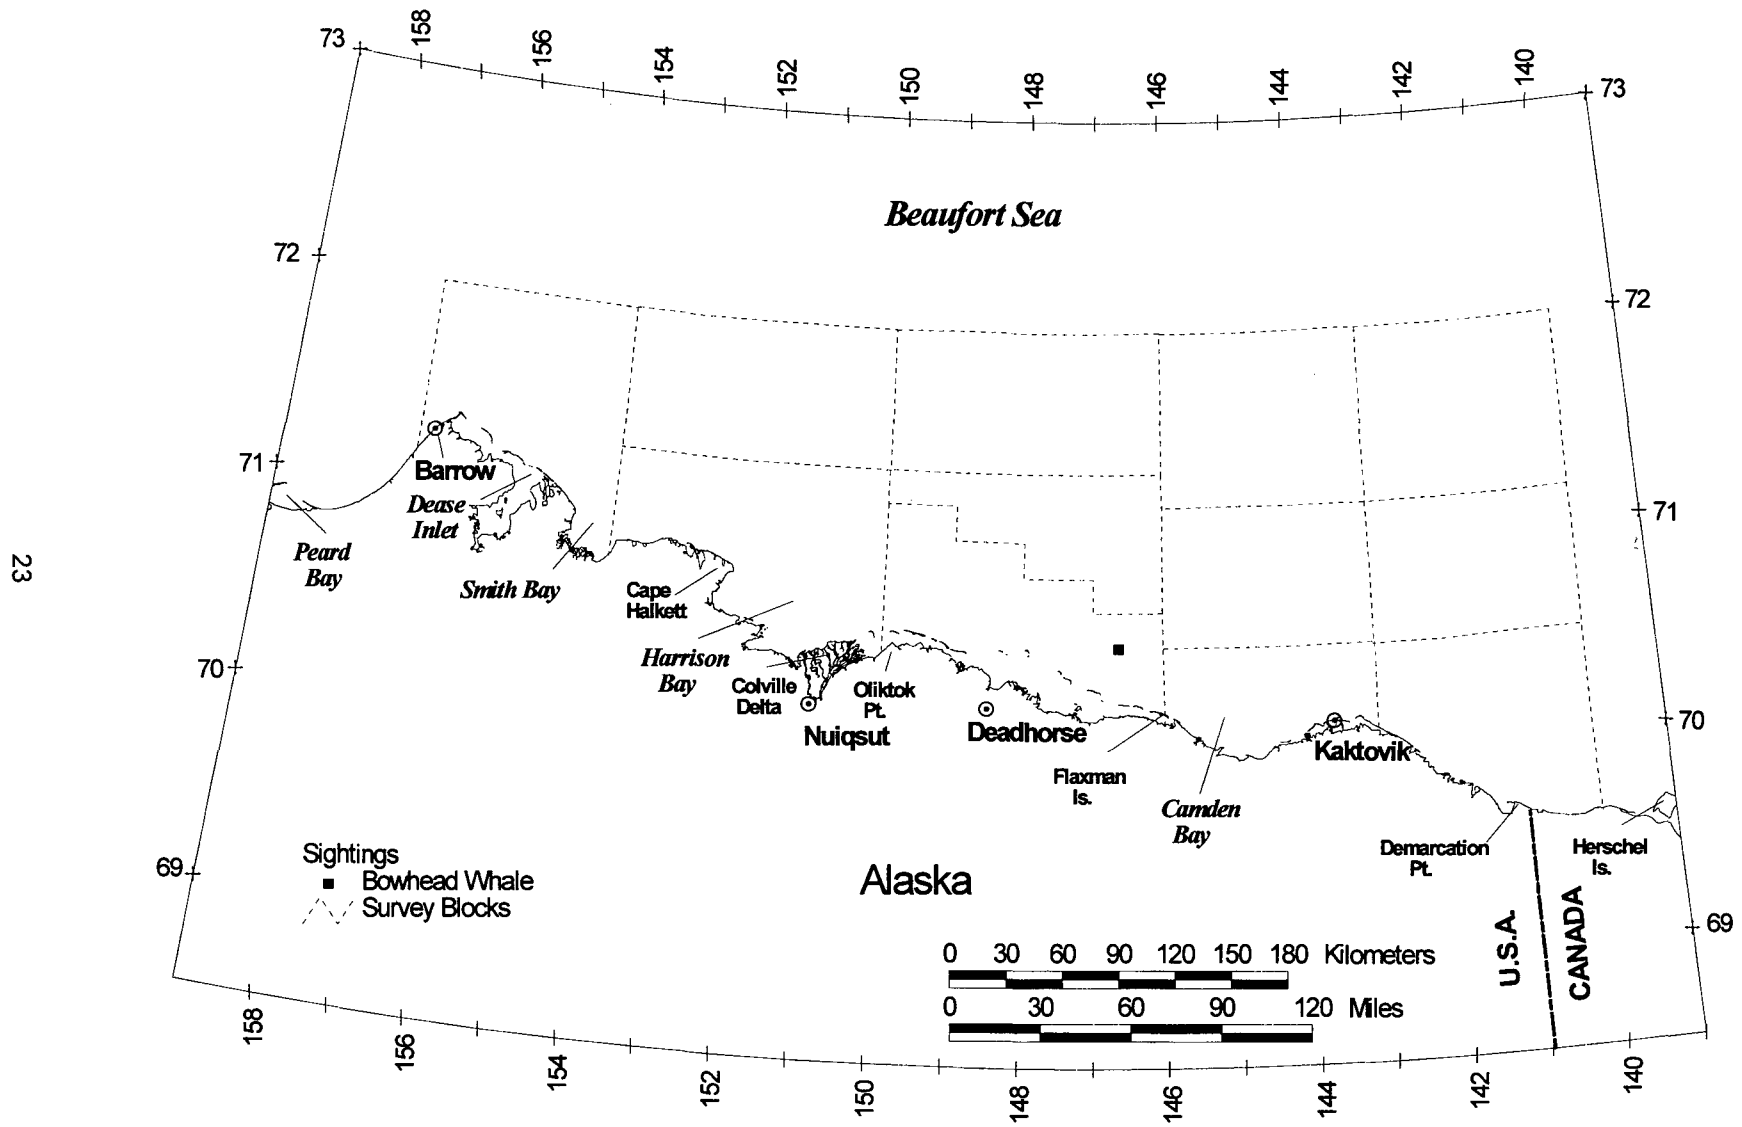 158
156
154
152
150
148
146
144
142
140
73
73
Beaufort Sea
72
72
71
71
Barrow
Dease
Inlet
Peard
Bay
Smith Bay
Cape
Halkett
23
Harrison
Bay
70
70
Colville
Delta
Oliktok
Pt.
Nuiqsut
Deadhorse
Kaktovik
Flaxman
Is.
Camden
Bay
Demarcation
Pt.
Herschel
Is.
69
69
Sightings
Bowhead Whale
Survey Blocks
Alaska
U.S.A.
CANADA
0 30 60 90 120 150 180 Kilometers
0 30 60 90 120 Miles
158
156
154
152
150
148
146
144
142
140